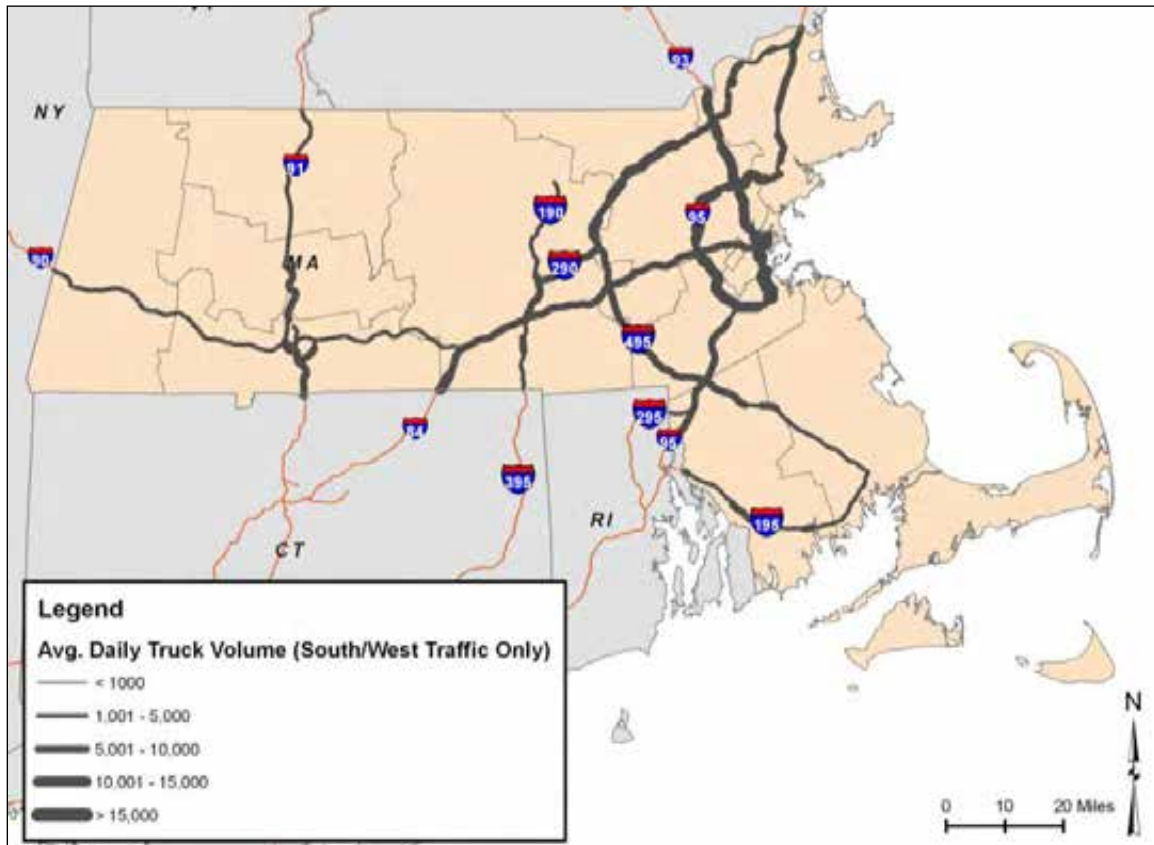 93
NY
91
190
95
90
MA
290
495
295
84
95
395
RI
195
CT
Legend
Avg. Daily Truck Volume (South/West Traffic Only)
< 1000
1,001 - 5,000
5,001 - 10,000
10,001 - 15,000
> 15,000
N
0 10 20 Miles